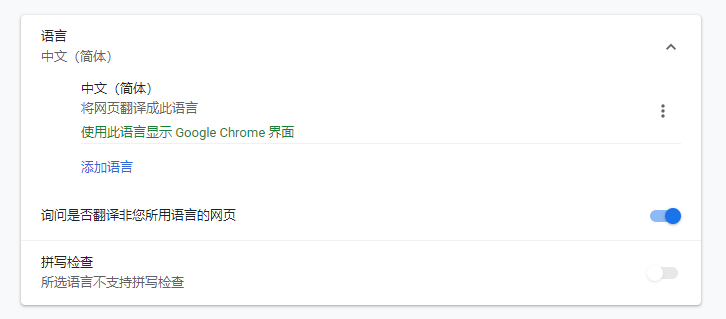 语言
中文（简体）
中文（简体）
将网页翻译成此语言
使用此语言显示 Google Chrome 界面
添加语言
询问是否翻译非您所用语言的网页
拼写检查
所选语言不支持拼写检查